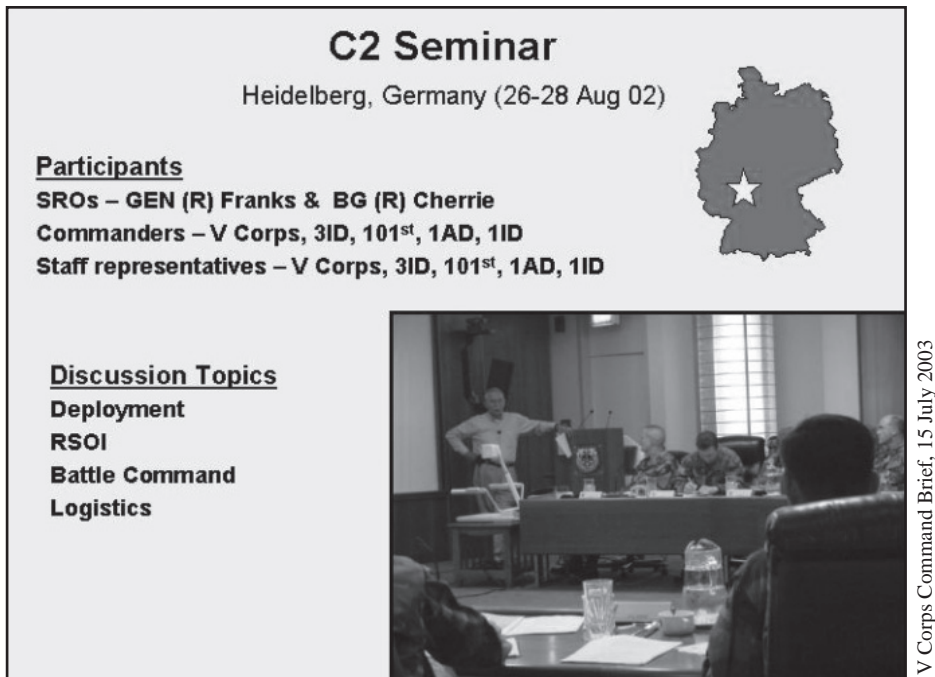 C2 Seminar
Heidelberg, Germany (26-28 Aug 02)
Participants
SROs – GEN (R) Franks & BG (R) Cherrie
Commanders – V Corps, 3ID, 101st, 1AD, 1ID
Staff representatives – V Corps, 3ID, 101st, 1AD, 1ID
Discussion Topics
Deployment
RSOI
Battle Command
Logistics
V Corps Command Brief, 15 July 2003